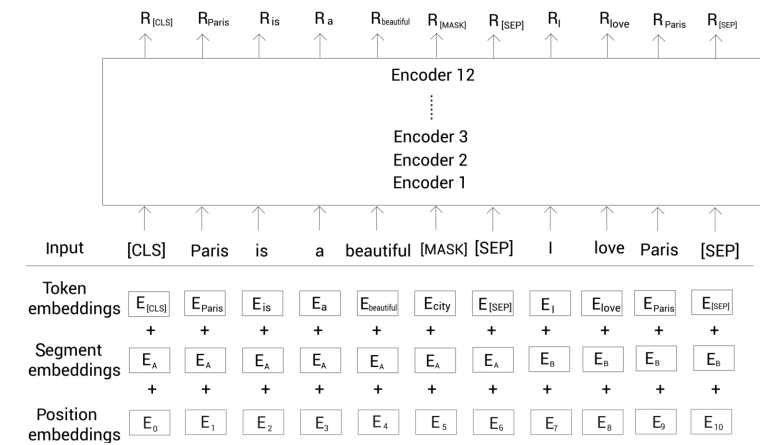 R[CLS] RParis Ris Ra Rbeautiful R[MASK] R[SEP] RI Rlove RParis R[SEP]
Encoder 12
Encoder 3
Encoder 2
Encoder 1
Input [CLS] Paris is a beautiful [MASK] [SEP] I love Paris [SEP]
Token embeddings E[CLS] EParis Eis Ea Ebeautiful Ecity E[SEP] EI Elove EParis E[SEP]
+ + + + + + + + + + +
Segment embeddings EA EA EA EA EA EA EA EB EB EB EB
+ + + + + + + + + + +
Position embeddings E0 E1 E2 E3 E4 E5 E6 E7 E8 E9 E10